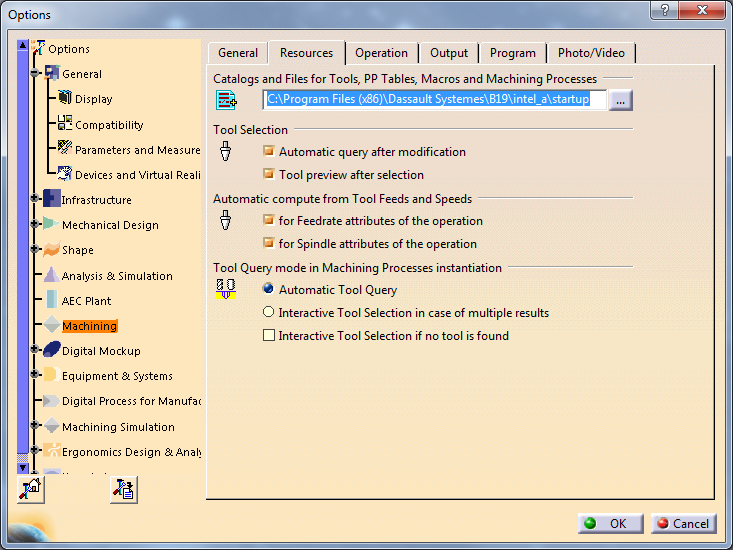 Options
Options
General
Display
Compatibility
Parameters and Measure
Devices and Virtual Reali
Infrastructure
Mechanical Design
Shape
Analysis & Simulation
AEC Plant
Machining
Digital Mockup
Equipment & Systems
Digital Process for Manufac
Machining Simulation
Ergonomics Design & Analy
General Resources Operation Output Program Photo/Video
Catalogs and Files for Tools, PP Tables, Macros and Machining Processes
C:\Program Files (x86)\Dassault Systemes\B19\intel_a\startup ...
Tool Selection
Automatic query after modification
Tool preview after selection
Automatic compute from Tool Feeds and Speeds
for Feedrate attributes of the operation
for Spindle attributes of the operation
Tool Query mode in Machining Processes instantiation
Automatic Tool Query
Interactive Tool Selection in case of multiple results
Interactive Tool Selection if no tool is found
OK Cancel